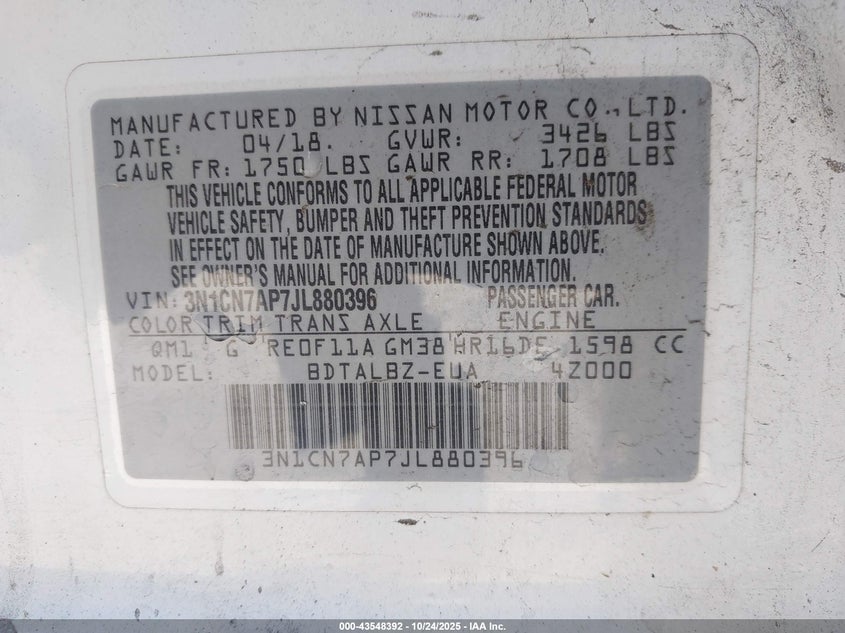 MANUFACTURED BY NISSAN MOTOR CO., LTD.
DATE: 04/18. GVWR: 3426 LBS
GAWR FR: 1750 LBS GAWR RR: 1708 LBS
THIS VEHICLE CONFORMS TO ALL APPLICABLE FEDERAL MOTOR
VEHICLE SAFETY, BUMPER AND THEFT PREVENTION STANDARDS
IN EFFECT ON THE DATE OF MANUFACTURE SHOWN ABOVE.
SEE OWNER'S MANUAL FOR ADDITIONAL INFORMATION.
VIN: 3N1CN7AP7JL880396 PASSENGER CAR.
COLOR TRIM TRANS AXLE ENGINE
QM1 G RE0F11A GM38 HR16DE 1598 CC
MODEL: BDTALBZ-EUA 4Z000
3N1CN7AP7JL880396
000-43548392 - 10/24/2025 - IAA Inc.